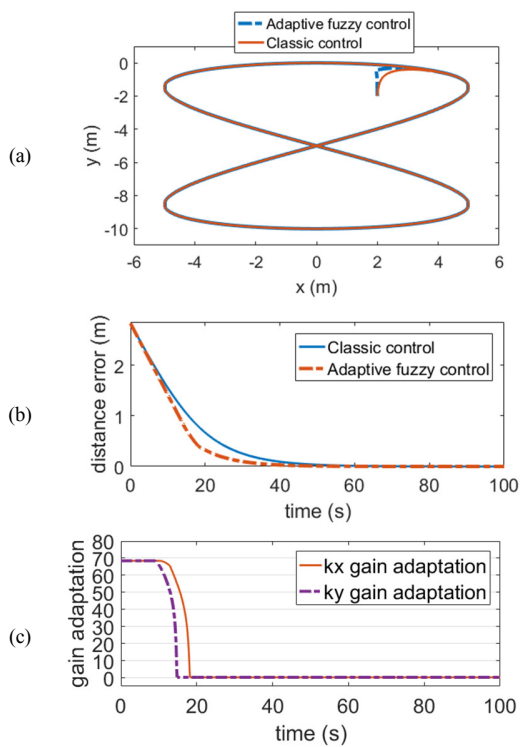 Adaptive fuzzy control
Classic control
(a)
y (m)
0
-2
-4
-6
-8
-10
-6 -4 -2 0 2 4 6
x (m)
(b)
distance error (m)
2
1
0
Classic control
Adaptive fuzzy control
0 20 40 60 80 100
time (s)
(c)
gain adaptation
80
70
60
50
40
30
20
10
0
kx gain adaptation
ky gain adaptation
0 20 40 60 80 100
time (s)